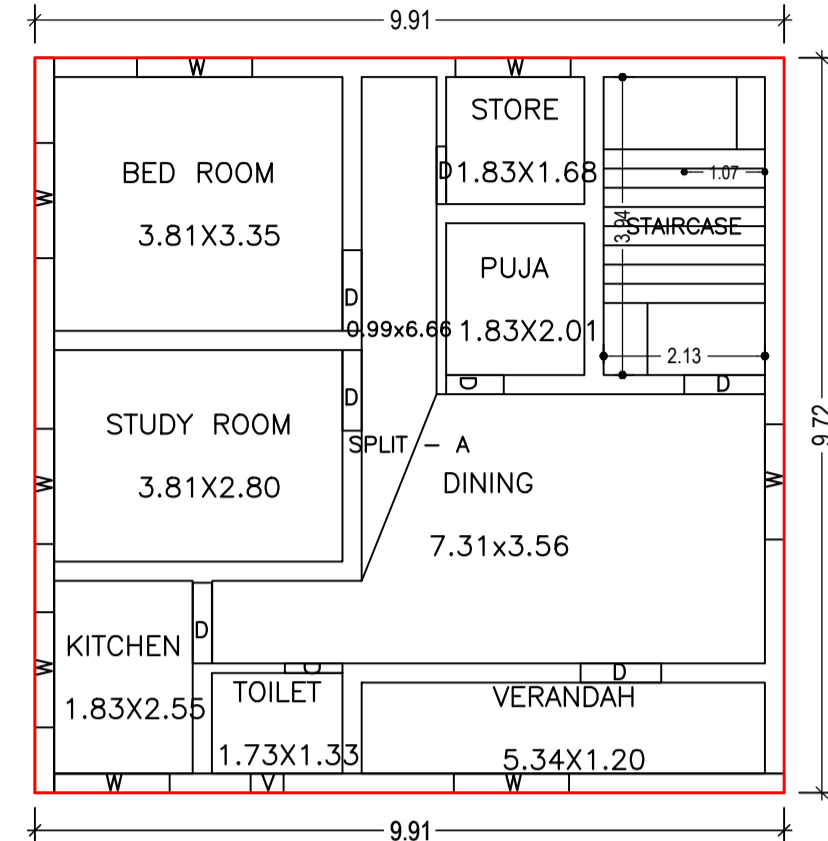 9.91
W
W
STORE
D
1.83X1.68
BED ROOM
3.81X3.35
W
1.07
3.94
STAIRCASE
PUJA
1.83X2.01
D
0.99x6.66
2.13
D
D
D
9.72
STUDY ROOM
3.81X2.80
SPLIT – A
W
W
DINING
7.31x3.56
D
KITCHEN
1.83X2.55
W
D
TOILET
1.73X1.33
D
VERANDAH
5.34X1.20
W
V
W
9.91